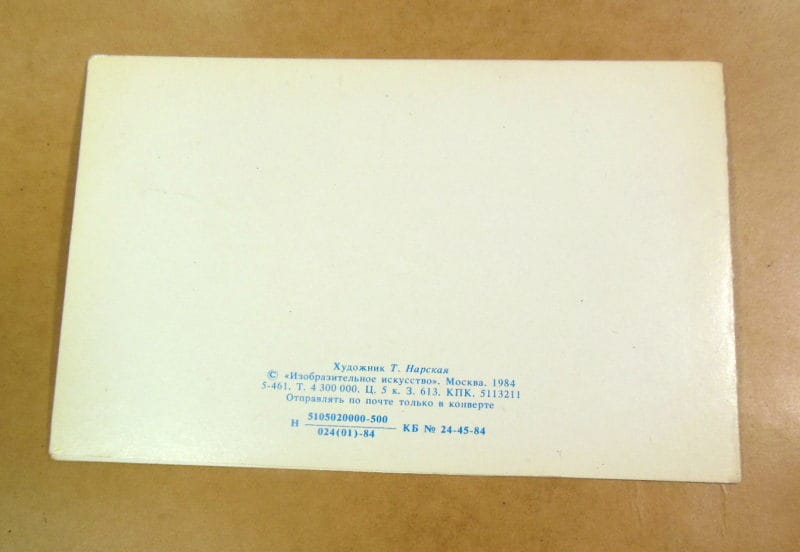 Художник Т. Нарская
© «Изобразительное искусство». Москва. 1984
5-461. Т. 4 300 000. Ц. 5 к. З. 613. КПК. 5113211
Отправлять по почте только в конверте
Н 5105020000-500
024(01)-84 КБ № 24-45-84